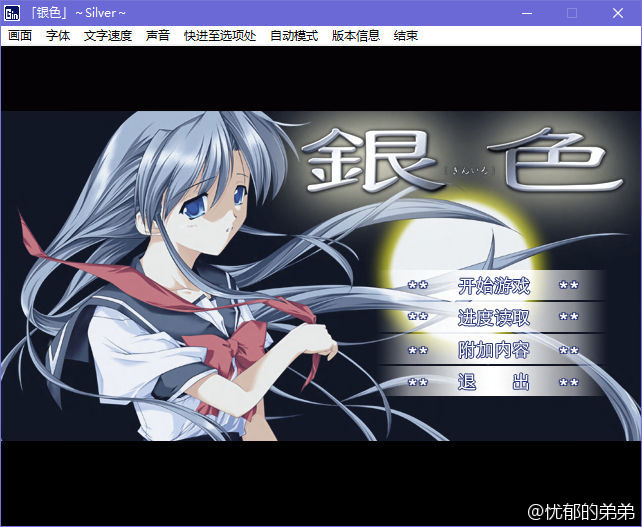 「银色」～Silver～
画面 字体 文字速度 声音 快进至选项处 自动模式 版本信息 结束
銀色
[ぎんいろ]
** 开始游戏 **
** 进度读取 **
** 附加内容 **
** 退 出 **
@忧郁的弟弟